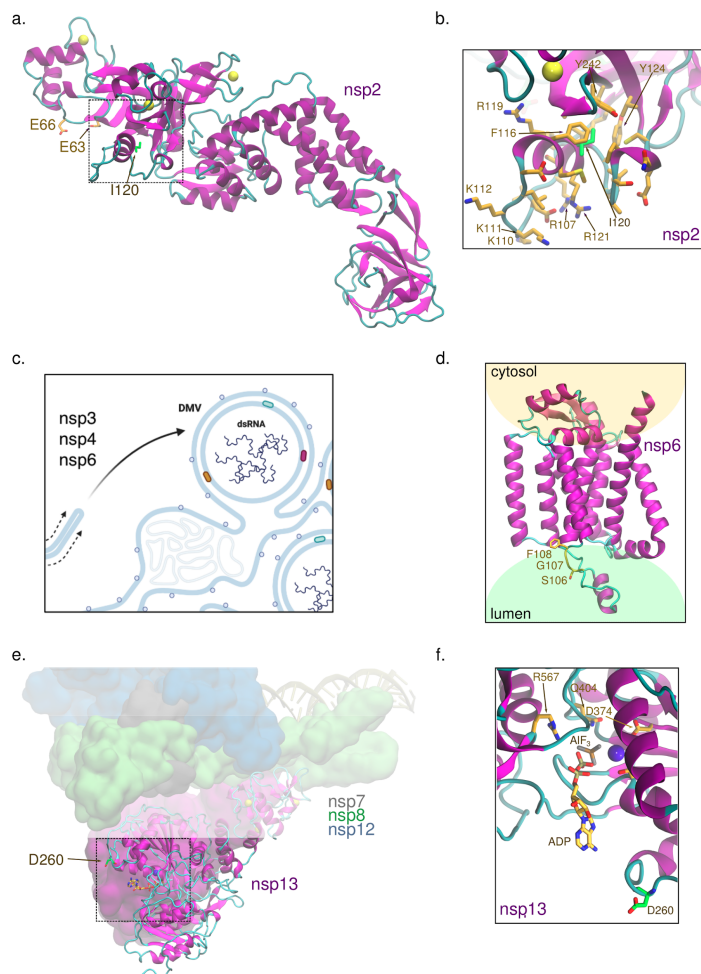 a.
nsp2
E66
E63
I120
b.
Y242
Y124
R119
F116
K112
K111
K110
R107
R121
I120
nsp2
c.
nsp3
nsp4
nsp6
DMV
dsRNA
d.
cytosol
nsp6
F108
G107
S106
lumen
e.
nsp7
nsp8
nsp12
D260
nsp13
f.
R567
Q404
D374
AlF3
ADP
D260
nsp13